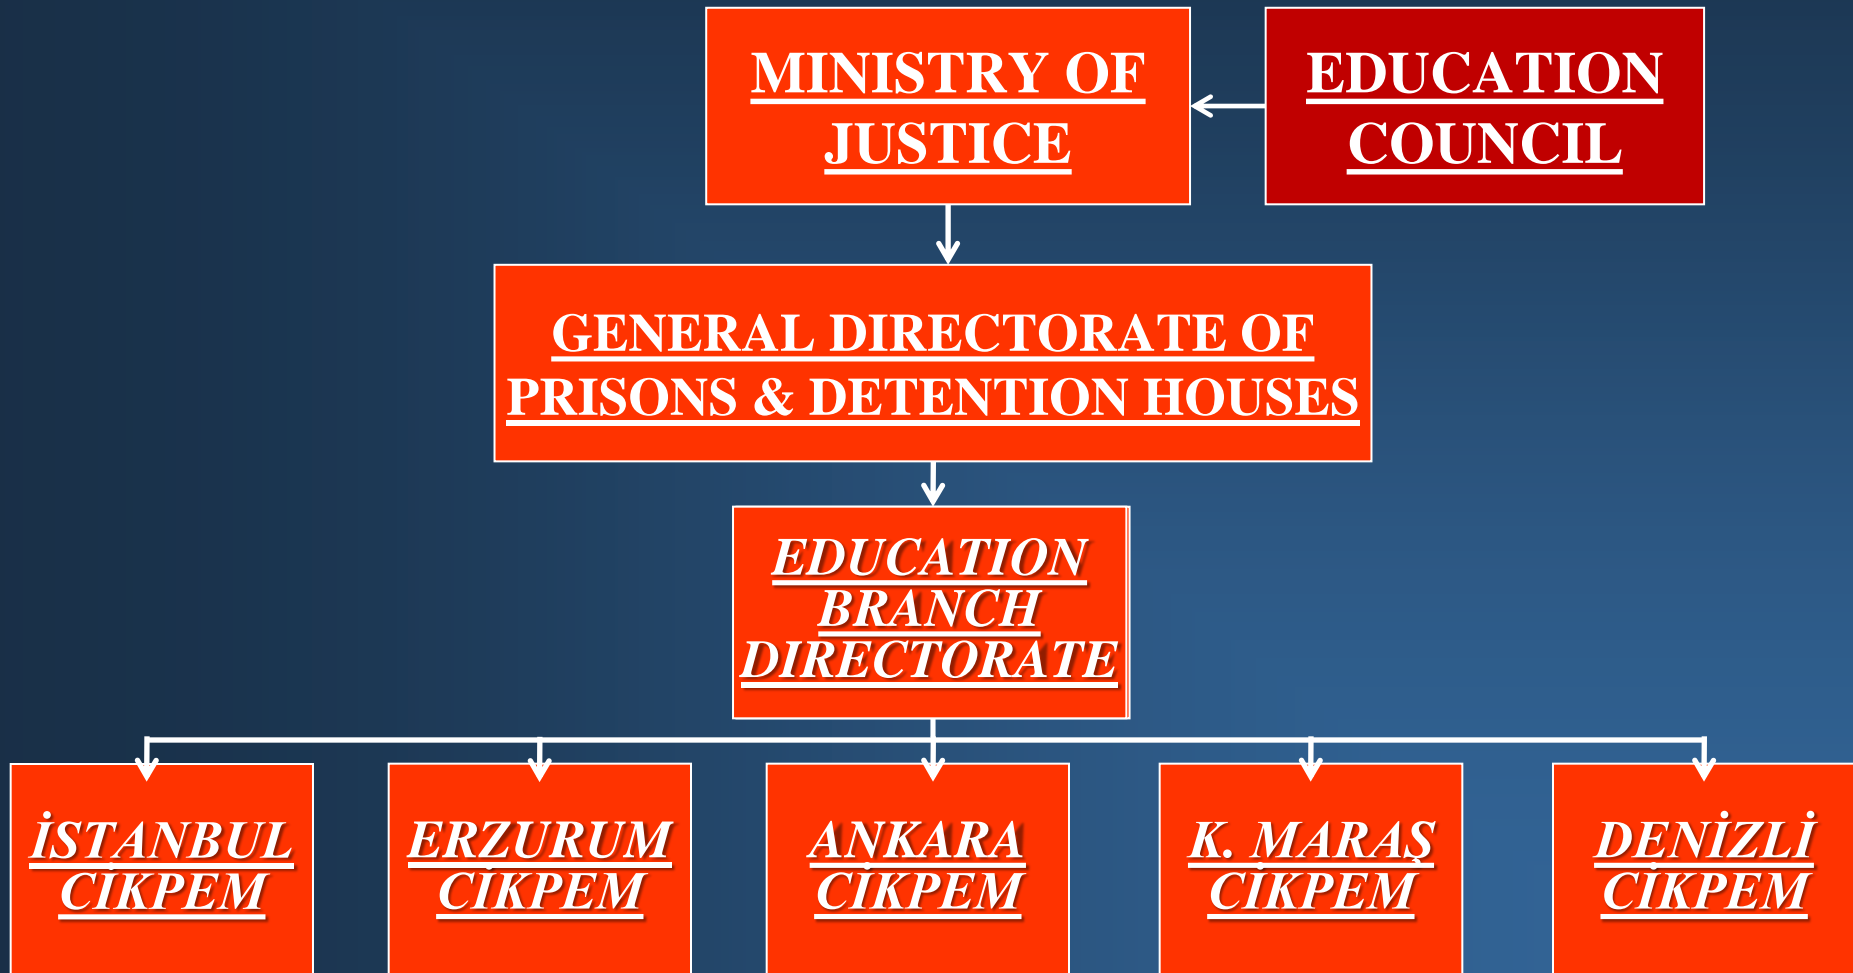 MINISTRY OF
JUSTICE
EDUCATION
COUNCIL
GENERAL DIRECTORATE OF
PRISONS & DETENTION HOUSES
EDUCATION
BRANCH
DIRECTORATE
İSTANBUL
CİKPEM
ERZURUM
CİKPEM
ANKARA
CİKPEM
K. MARAŞ
CİKPEM
DENİZLİ
CİKPEM